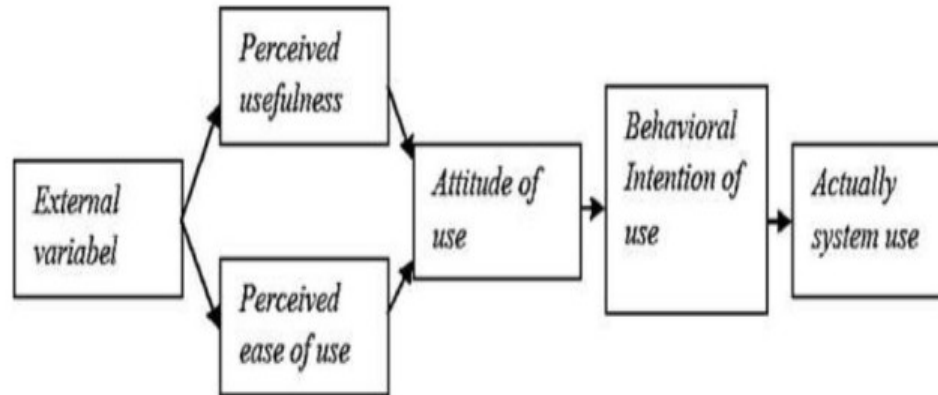 External
variabel
Perceived
usefulness
Perceived
ease of use
Attitude of
use
Behavioral
Intention of
use
Actually
system use